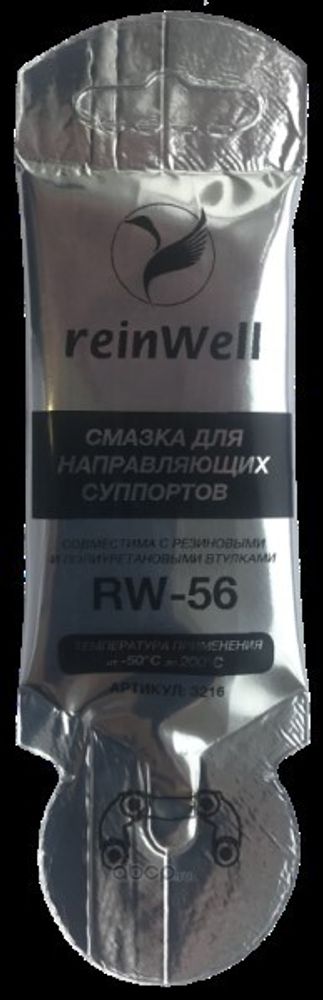 reinWell
СМАЗКА ДЛЯ
НАПРАВЛЯЮЩИХ
СУППОРТОВ
СОВМЕСТИМА С РЕЗИНОВЫМИ
И ПОЛИУРЕТАНОВЫМИ ВТУЛКАМИ
RW-56
ТЕМПЕРАТУРА ПРИМЕНЕНИЯ
от -50°C до 200°C
АРТИКУЛ: 3216